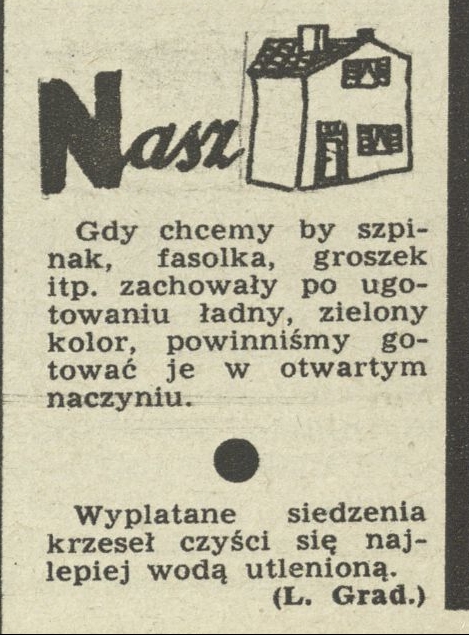 Nasz
Gdy chcemy by szpi-
nak, fasolka, groszek
itp. zachowały po ugo-
towaniu ładny, zielony
kolor, powinniśmy go-
tować je w otwartym
naczyniu.
Wyplatane siedzenia
krzeseł czyści się naj-
lepiej wodą utlenioną.
(L. Grad.)